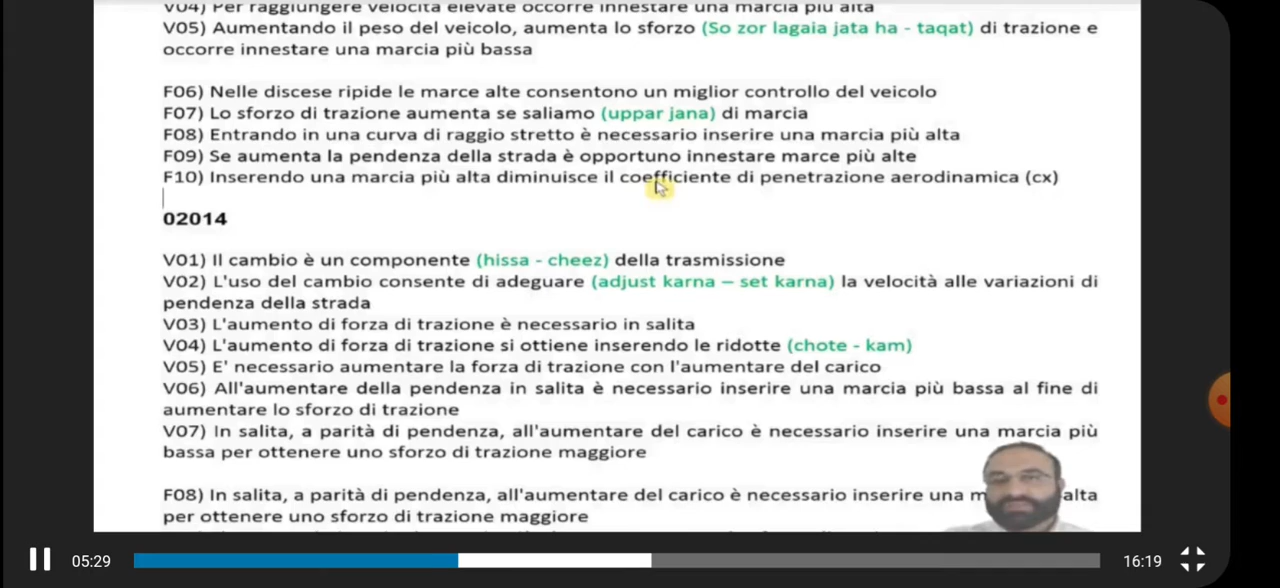 V04) Per raggiungere velocità elevate occorre innestare una marcia più alta
V05) Aumentando il peso del veicolo, aumenta lo sforzo (So zor lagaia jata ha - taqat) di trazione e
occorre innestare una marcia più bassa
F06) Nelle discese ripide le marce alte consentono un miglior controllo del veicolo
F07) Lo sforzo di trazione aumenta se saliamo (uppar jana) di marcia
F08) Entrando in una curva di raggio stretto è necessario inserire una marcia più alta
F09) Se aumenta la pendenza della strada è opportuno innestare marce più alte
F10) Inserendo una marcia più alta diminuisce il coefficiente di penetrazione aerodinamica (cx)
02014
V01) Il cambio è un componente (hissa - cheez) della trasmissione
V02) L'uso del cambio consente di adeguare (adjust karna – set karna) la velocità alle variazioni di
pendenza della strada
V03) L'aumento di forza di trazione è necessario in salita
V04) L'aumento di forza di trazione si ottiene inserendo le ridotte (chote - kam)
V05) E' necessario aumentare la forza di trazione con l'aumentare del carico
V06) All'aumentare della pendenza in salita è necessario inserire una marcia più bassa al fine di
aumentare lo sforzo di trazione
V07) In salita, a parità di pendenza, all'aumentare del carico è necessario inserire una marcia più
bassa per ottenere uno sforzo di trazione maggiore
F08) In salita, a parità di pendenza, all'aumentare del carico è necessario inserire una alta
per ottenere uno sforzo di trazione maggiore
05:29
16:19